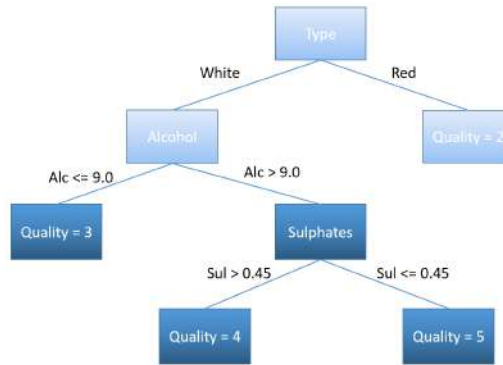 Type
White
Red
Alcohol
Quality = 2
Alc <= 9.0
Alc > 9.0
Quality = 3
Sulphates
Sul > 0.45
Sul <= 0.45
Quality = 4
Quality = 5